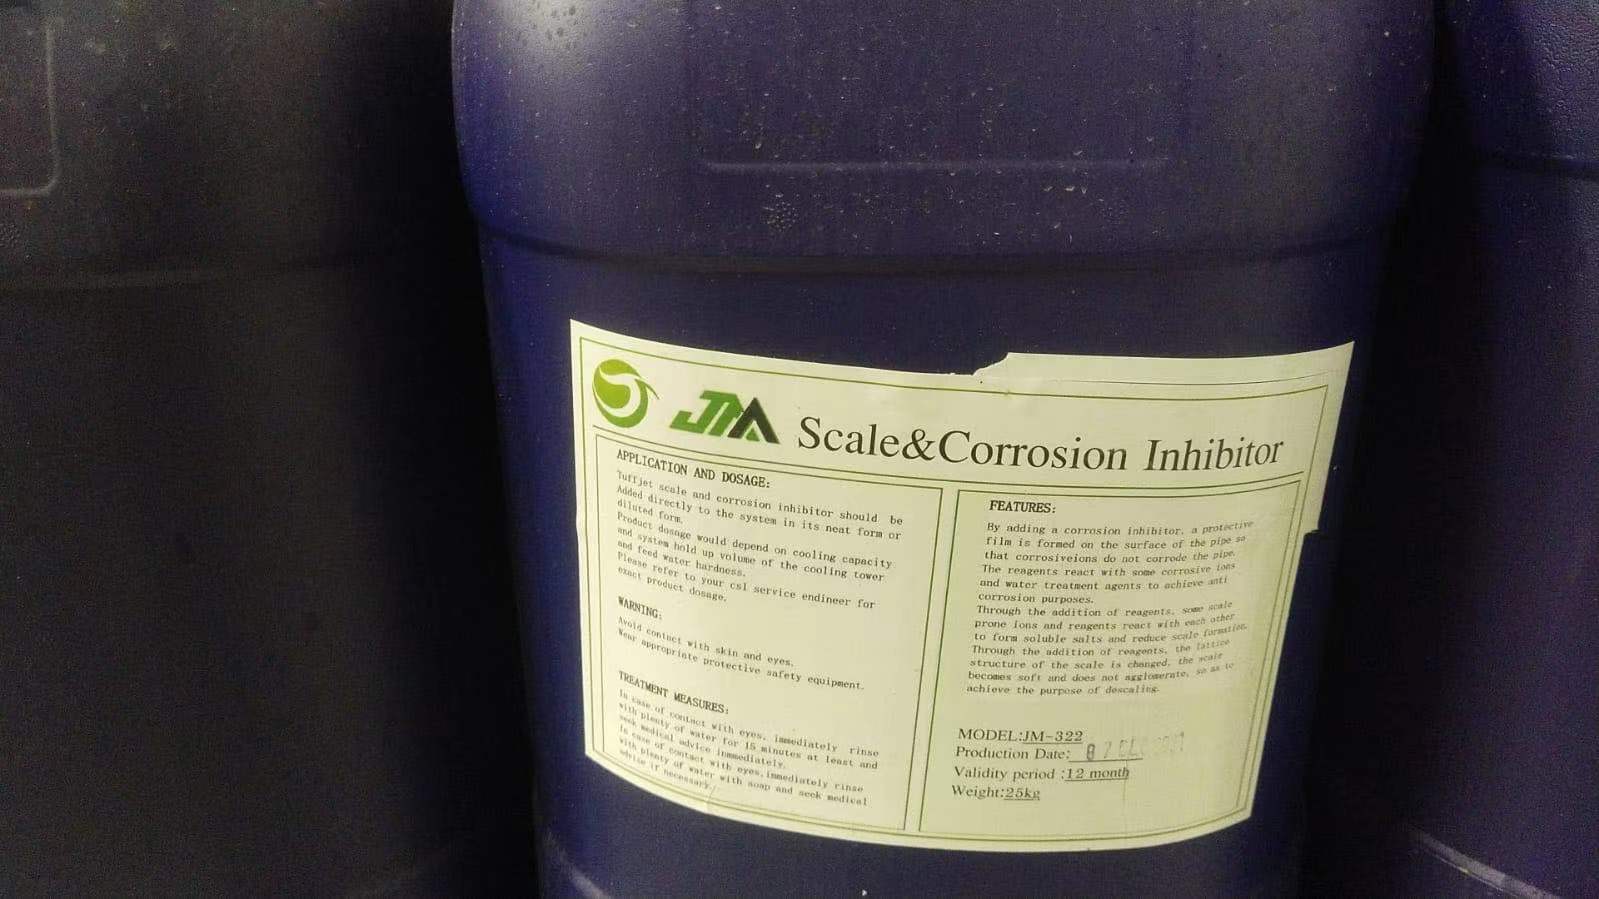 JMA Scale&Corrosion Inhibitor
APPLICATION AND DOSAGE:
Tuffjet scale and corrosion inhibitor should be
Added directly to the system in its neat form or
diluted form.
Product dosage would depend on cooling capacity
and system hold up volume of the cooling tower
and feed water hardness.
Please refer to your csl service endineer for
exact product dosage.
WARNING:
Avoid contact with skin and eyes.
Wear appropriate protective safety equipment.
TREATMENT MEASURES:
In case of contact with eyes, immediately rinse
with plenty of water for 15 minutes at least and
seek medical advice immediately.
In case of contact with eyes,immediately rinse
with plenty of water with soap and seek medical
advise if necessary.
FEATURES:
By adding a corrosion inhibitor, a protective
film is formed on the surface of the pipe so
that corrosiveions do not corrode the pipe.
The reagents react with some corrosive ions
and water treatment agents to achieve anti
corrosion purposes.
Through the addition of reagents, some scale
prone ions and reagents react with each other
to form soluble salts and reduce scale formation.
Through the addition of reagents, the lattice
structure of the scale is changed, the scale
becomes soft and does not agglomerate, so as to
achieve the purpose of descaling.
MODEL:JM-322
Production Date:
Validity period :12 month
Weight:25kg